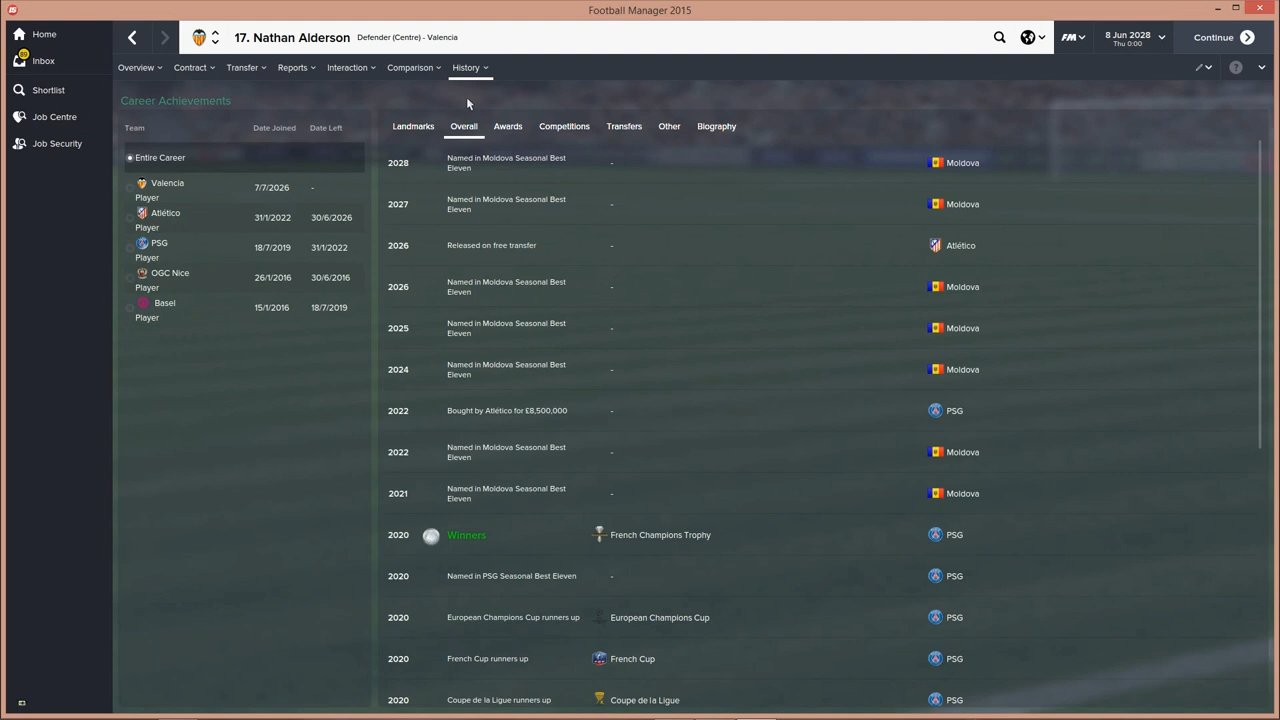 Football Manager 2015
Home
89
Inbox
Shortlist
Job Centre
Job Security
17. Nathan Alderson Defender (Centre) - Valencia
FM
8 Jun 2028
Thu 0:00
Continue
Overview Contract Transfer Reports Interaction Comparison History
?
Career Achievements
Team Date Joined Date Left
Entire Career
Valencia
Player
7/7/2026 -
Atlético
Player
31/1/2022 30/6/2026
PSG
Player
18/7/2019 31/1/2022
OGC Nice
Player
26/1/2016 30/6/2016
Basel
Player
15/1/2016 18/7/2019
Landmarks Overall Awards Competitions Transfers Other Biography
2028 Named in Moldova Seasonal Best
Eleven
- Moldova
2027 Named in Moldova Seasonal Best
Eleven
- Moldova
2026 Released on free transfer - Atlético
2026 Named in Moldova Seasonal Best
Eleven
- Moldova
2025 Named in Moldova Seasonal Best
Eleven
- Moldova
2024 Named in Moldova Seasonal Best
Eleven
- Moldova
2022 Bought by Atlético for £8,500,000 - PSG
2022 Named in Moldova Seasonal Best
Eleven
- Moldova
2021 Named in Moldova Seasonal Best
Eleven
- Moldova
2020 Winners French Champions Trophy PSG
2020 Named in PSG Seasonal Best Eleven - PSG
2020 European Champions Cup runners up European Champions Cup PSG
2020 French Cup runners up French Cup PSG
2020 Coupe de la Ligue runners up Coupe de la Ligue PSG